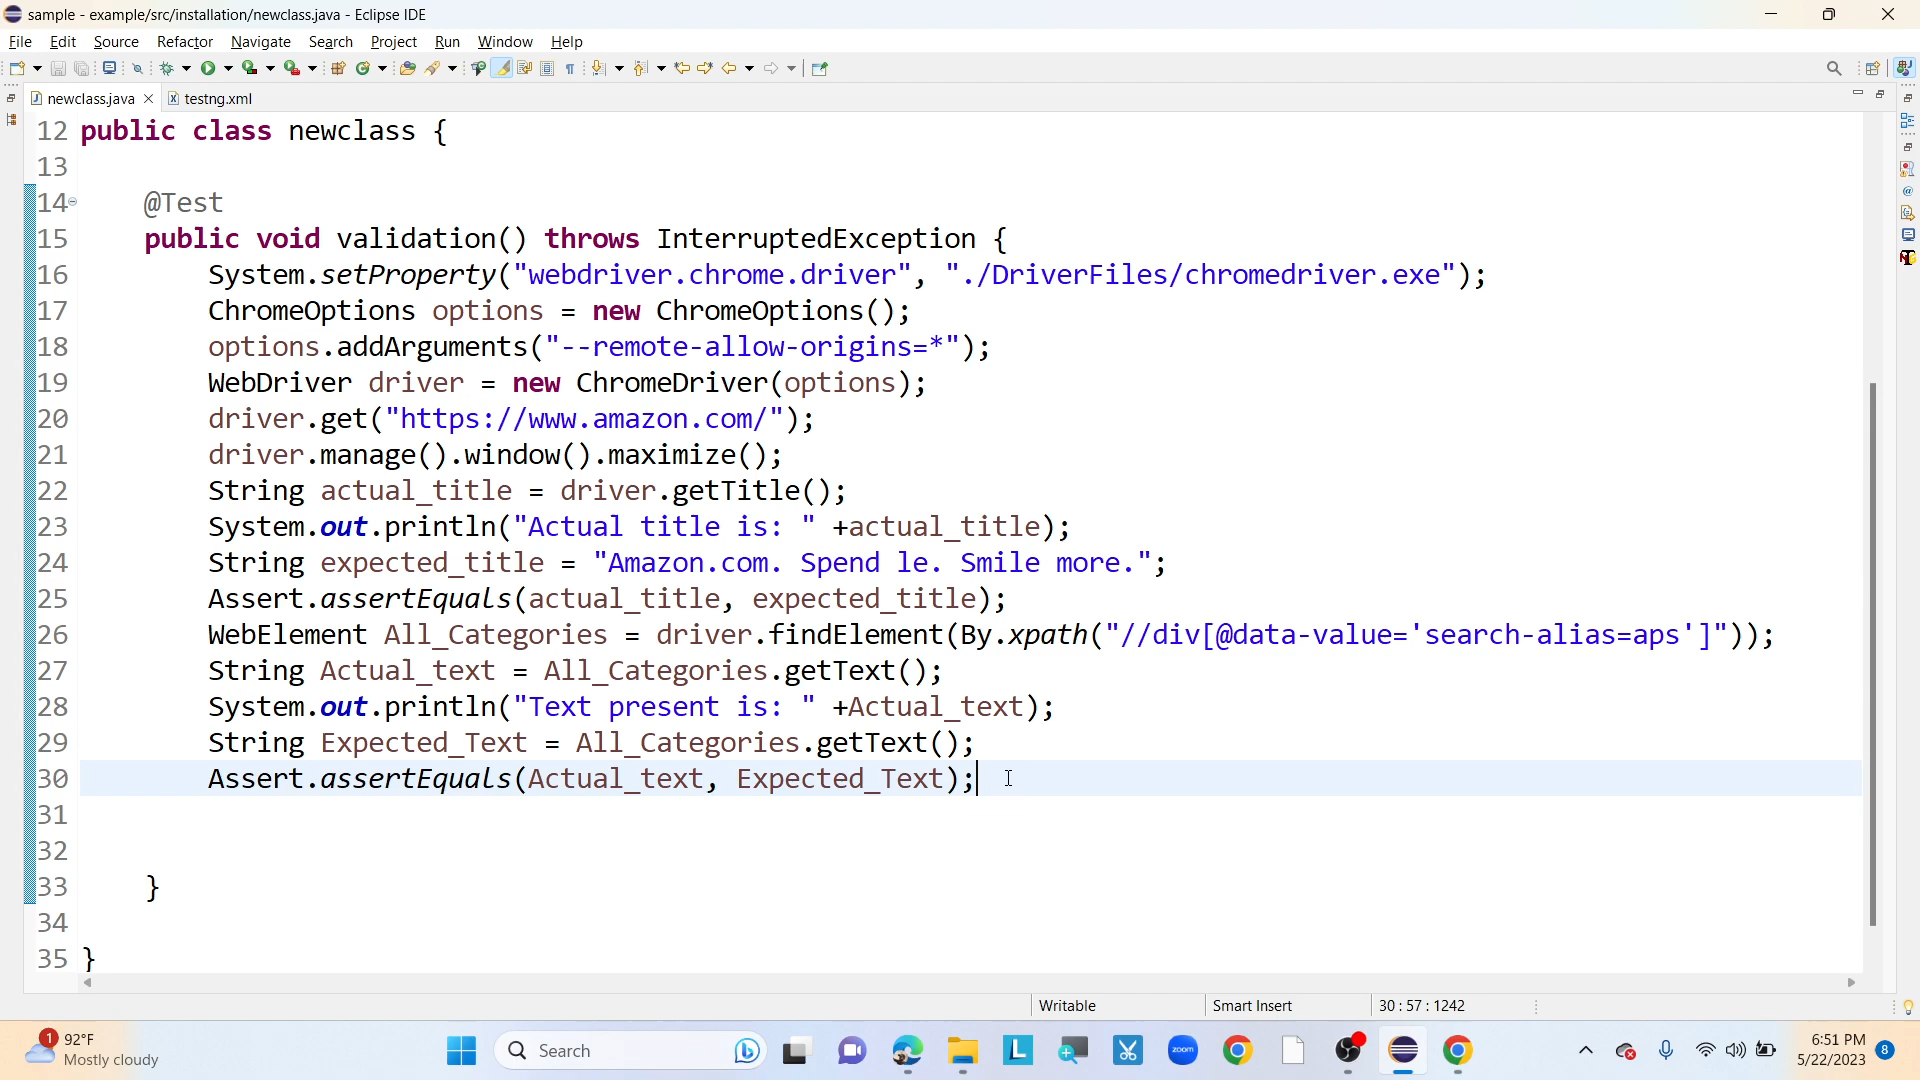 sample - example/src/installation/newclass.java - Eclipse IDE
File Edit Source Refactor Navigate Search Project Run Window Help
newclass.java testng.xml
12 public class newclass {
13
14 @Test
15 public void validation() throws InterruptedException {
16 System.setProperty("webdriver.chrome.driver", "./DriverFiles/chromedriver.exe");
17 ChromeOptions options = new ChromeOptions();
18 options.addArguments("--remote-allow-origins=*");
19 WebDriver driver = new ChromeDriver(options);
20 driver.get("https://www.amazon.com/");
21 driver.manage().window().maximize();
22 String actual_title = driver.getTitle();
23 System.out.println("Actual title is: " +actual_title);
24 String expected_title = "Amazon.com. Spend le. Smile more.";
25 Assert.assertEquals(actual_title, expected_title);
26 WebElement All_Categories = driver.findElement(By.xpath("//div[@data-value='search-alias=aps']"));
27 String Actual_text = All_Categories.getText();
28 System.out.println("Text present is: " +Actual_text);
29 String Expected_Text = All_Categories.getText();
30 Assert.assertEquals(Actual_text, Expected_Text);
31
32
33 }
34
35 }
Writable Smart Insert 30 : 57 : 1242
1 92°F
Mostly cloudy
Search
L
zoom
6:51 PM
5/22/2023
8